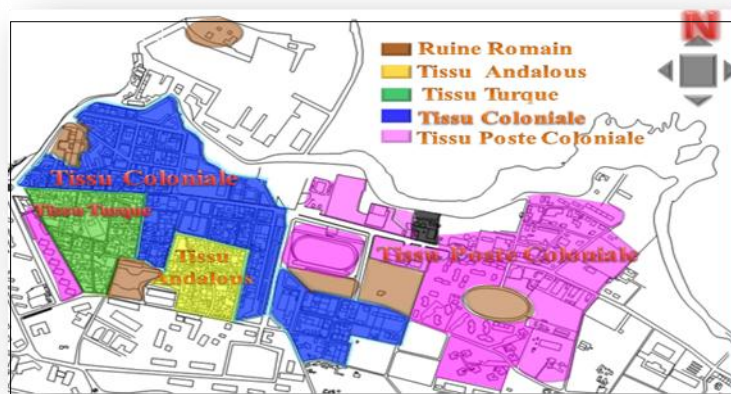 N
Ruine Romain
Tissu Andalous
Tissu Turque
Tissu Coloniale
Tissu Poste Coloniale
Tissu Coloniale
Tissu Turque
Tissu
Andalous
Tissu Poste Coloniale